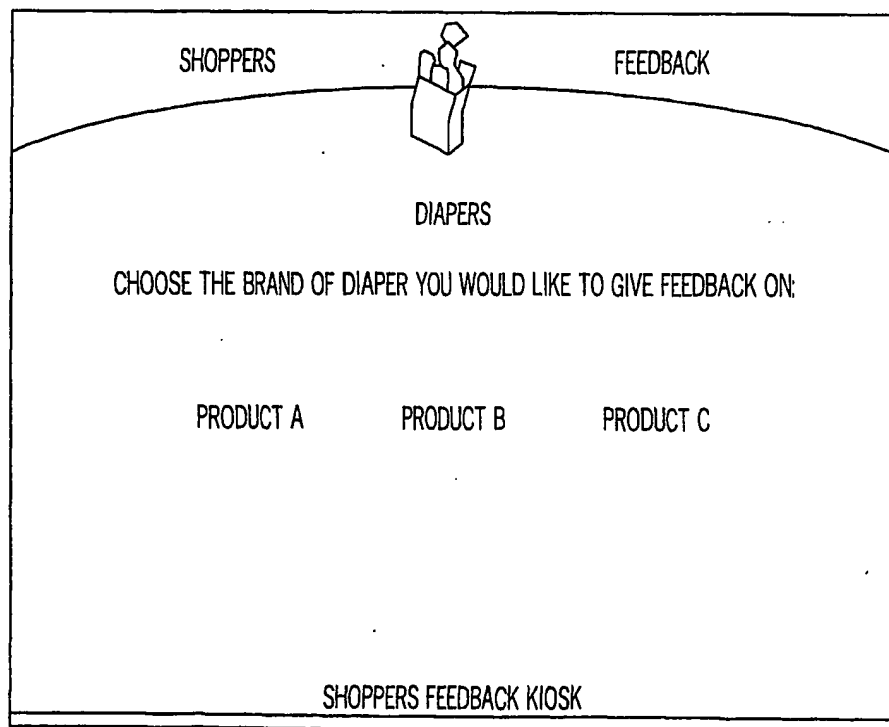 SHOPPERS FEEDBACK
DIAPERS
CHOOSE THE BRAND OF DIAPER YOU WOULD LIKE TO GIVE FEEDBACK ON:
PRODUCT A PRODUCT B PRODUCT C
SHOPPERS FEEDBACK KIOSK